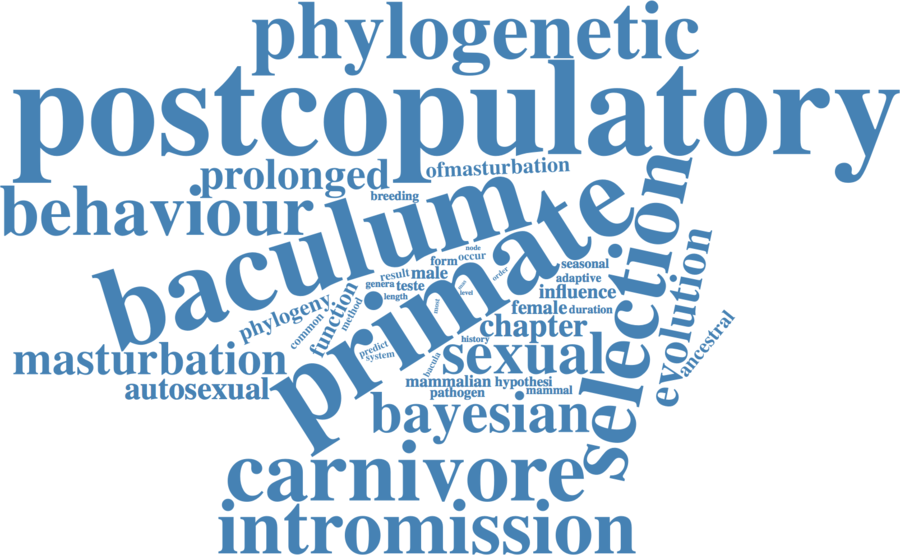 phylogenetic
postcopulatory
prolonged
ofmasturbation
behaviour
breeding
baculum
primate
selection
evolution
ancestral
node
form
occur
order
result
male
genera
teste
length
level
most
seasonal
adaptive
influence
female
duration
chapter
history
phylogeny
common
function
method
predict
system
sexual
bacula
mammalian
hypothesi
pathogen
mammal
masturbation
autosexual
bayesian
carnivore
intromission